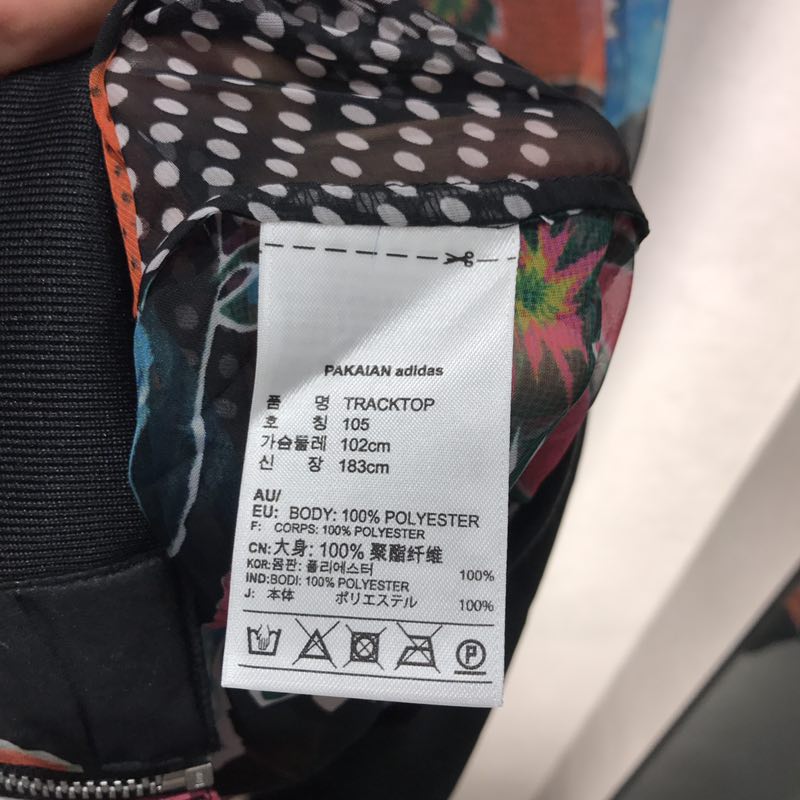 PAKAIAN adidas
품 명 TRACKTOP
호 칭 105
가슴둘레 102cm
신 장 183cm
AU/
EU: BODY: 100% POLYESTER
F: CORPS: 100% POLYESTER
CN: 大身: 100% 聚酯纤维
KOR: 몸판: 폴리에스터 100%
IND: BODI: 100% POLYESTER
J: 本体 ポリエステル 100%
P